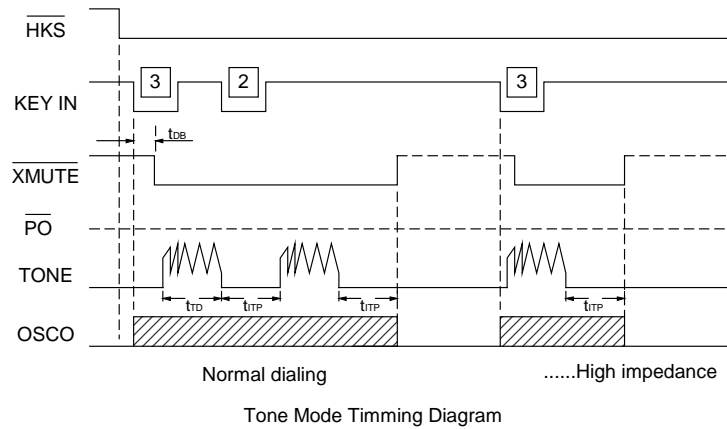 HKS
3
2
3
KEY IN
tDB
XMUTE
PO
TONE
tTD
tITP
tITP
tITP
OSCO
Normal dialing
......High impedance
Tone Mode Timming Diagram